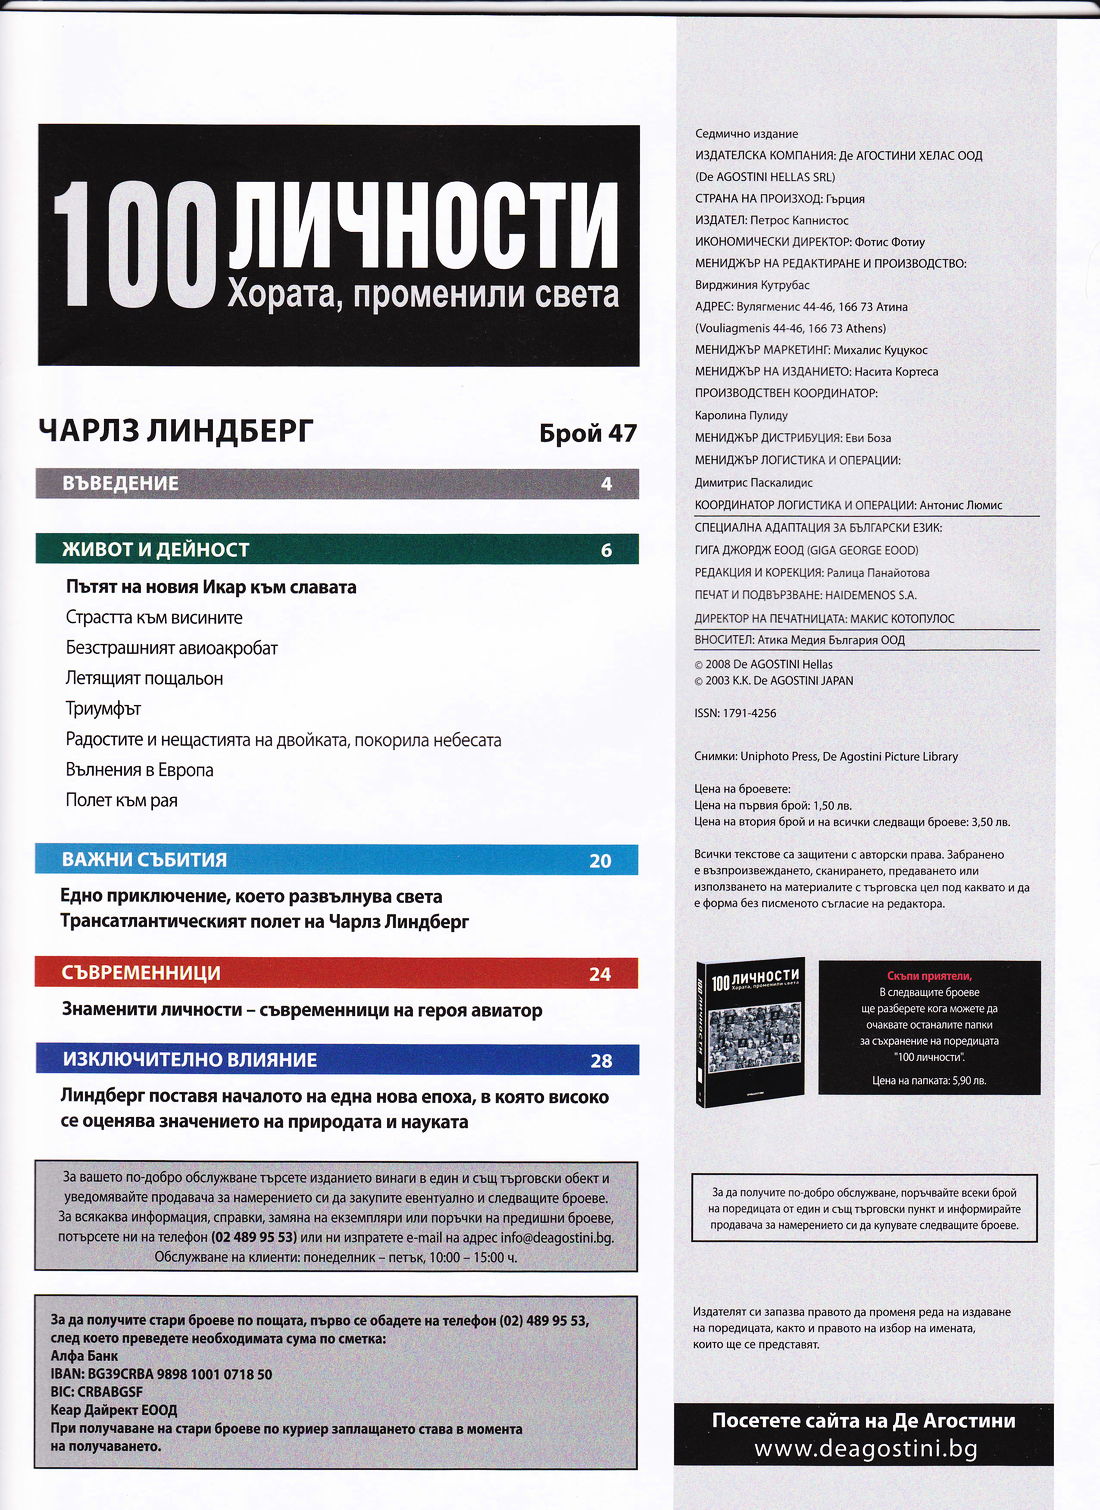 100 ЛИЧНОСТИ
Хората, променили света
ЧАРЛЗ ЛИНДБЕРГ Брой 47
ВЪВЕДЕНИЕ 4
ЖИВОТ И ДЕЙНОСТ 6
Пътят на новия Икар към славата
Страстта към висините
Безстрашният авиоакробат
Летящият пощальон
Триумфът
Радостите и нещастията на двойката, покорила небесата
Вълнения в Европа
Полет към рая
ВАЖНИ СЪБИТИЯ 20
Едно приключение, което развълнува света
Трансатлантическият полет на Чарлз Линдберг
СЪВРЕМЕННИЦИ 24
Знаменити личности – съвременници на героя авиатор
ИЗКЛЮЧИТЕЛНО ВЛИЯНИЕ 28
Линдберг поставя началото на една нова епоха, в която високо
се оценява значението на природата и науката
За вашето по-добро обслужване търсете изданието винаги в един и същ търговски обект и
уведомявайте продавача за намерението си да закупите евентуално и следващите броеве.
За всякаква информация, справки, замяна на екземпляри или поръчки на предишни броеве,
потърсете ни на телефон (02 489 95 53) или ни изпратете e-mail на адрес info@deagostini.bg.
Обслужване на клиенти: понеделник – петък, 10:00 – 15:00 ч.
За да получите стари броеве по пощата, първо се обадете на телефон (02) 489 95 53,
след което преведете необходимата сума по сметка:
Алфа Банк
IBAN: BG39CRBA 9898 1001 0718 50
BIC: CRBABGSF
Кеар Дайрект ЕООД
При получаване на стари броеве по куриер заплащането става в момента
на получаването.
Седмично издание
ИЗДАТЕЛСКА КОМПАНИЯ: Де АГОСТИНИ ХЕЛАС ООД
(De AGOSTINI HELLAS SRL)
СТРАНА НА ПРОИЗХОД: Гърция
ИЗДАТЕЛ: Петрос Капнистос
ИКОНОМИЧЕСКИ ДИРЕКТОР: Фотис Фотиу
МЕНИДЖЪР НА РЕДАКТИРАНЕ И ПРОИЗВОДСТВО:
Вирджиния Кутрубас
АДРЕС: Вулягменис 44-46, 166 73 Атина
(Vouliagmenis 44-46, 166 73 Athens)
МЕНИДЖЪР МАРКЕТИНГ: Михалис Куцукос
МЕНИДЖЪР НА ИЗДАНИЕТО: Насита Кортеса
ПРОИЗВОДСТВЕН КООРДИНАТОР:
Каролина Пулиду
МЕНИДЖЪР ДИСТРИБУЦИЯ: Еви Боза
МЕНИДЖЪР ЛОГИСТИКА И ОПЕРАЦИИ:
Димитрис Паскалидис
КООРДИНАТОР ЛОГИСТИКА И ОПЕРАЦИИ: Антонис Люмис
СПЕЦИАЛНА АДАПТАЦИЯ ЗА БЪЛГАРСКИ ЕЗИК:
ГИГА ДЖОРДЖ ЕООД (GIGA GEORGE EOOD)
РЕДАКЦИЯ И КОРЕКЦИЯ: Ралица Панайотова
ПЕЧАТ И ПОДВЪРЗВАНЕ: HAIDEMENOS S.A.
ДИРЕКТОР НА ПЕЧАТНИЦАТА: МАКИС КОТОПУЛОС
ВНОСИТЕЛ: Атика Медия България ООД
© 2008 De AGOSTINI Hellas
© 2003 K.K. De AGOSTINI JAPAN
ISSN: 1791-4256
Снимки: Uniphoto Press, De Agostini Picture Library
Цена на броевете:
Цена на първия брой: 1,50 лв.
Цена на втория брой и на всички следващи броеве: 3,50 лв.
Всички текстове са защитени с авторски права. Забранено
е възпроизвеждането, сканирането, предаването или
използването на материалите с търговска цел под каквато и да
е форма без писменото съгласие на редактора.
100 ЛИЧНОСТИ
Хората, променили света
100 ЛИЧНОСТИ
Скъпи приятели,
В следващите броеве
ще разберете кога можете да
очаквате останалите папки
за съхранение на поредицата
"100 личности".
Цена на папката: 5,90 лв.
За да получите по-добро обслужване, поръчвайте всеки брой
на поредицата от един и същ търговски пункт и информирайте
продавача за намерението си да купувате следващите броеве.
Издателят си запазва правото да променя реда на издаване
на поредицата, както и правото на избор на имената,
които ще се представят.
Посетете сайта на Де Агостини
www.deagostini.bg